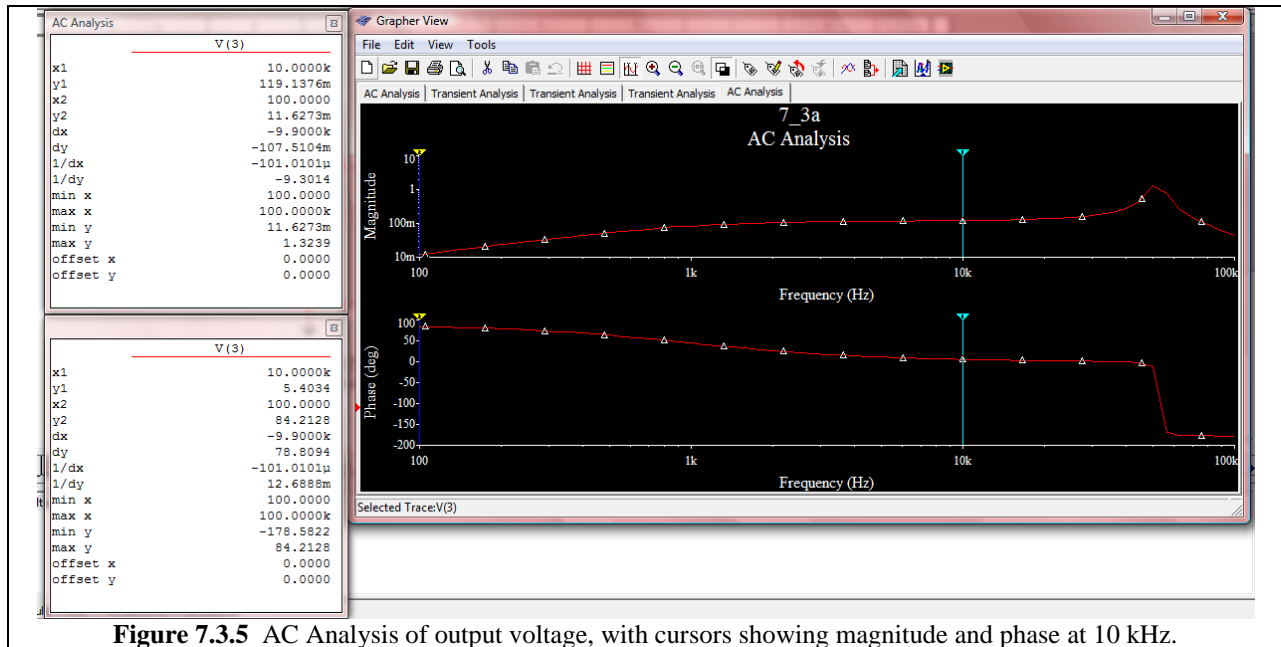 AC Analysis
V(3)
x1 10.0000k
y1 119.1376m
x2 100.0000
y2 11.6273m
dx -9.9000k
dy -107.5104m
1/dx -101.0101µ
1/dy -9.3014
min x 100.0000
max x 100.0000k
min y 11.6273m
max y 1.3239
offset x 0.0000
offset y 0.0000
V(3)
x1 10.0000k
y1 5.4034
x2 100.0000
y2 84.2128
dx -9.9000k
dy 78.8094
1/dx -101.0101µ
1/dy 12.6888m
min x 100.0000
max x 100.0000k
min y -178.5822
max y 84.2128
offset x 0.0000
offset y 0.0000
Grapher View
File Edit View Tools
AC Analysis Transient Analysis Transient Analysis Transient Analysis AC Analysis
7_3a
AC Analysis
Magnitude
10
1
100m
10m
100 1k 10k 100k
Frequency (Hz)
Phase (deg)
100
50
0
-50
-100
-150
-200
100 1k 10k 100k
Frequency (Hz)
Selected Trace:V(3)
Figure 7.3.5 AC Analysis of output voltage, with cursors showing magnitude and phase at 10 kHz.